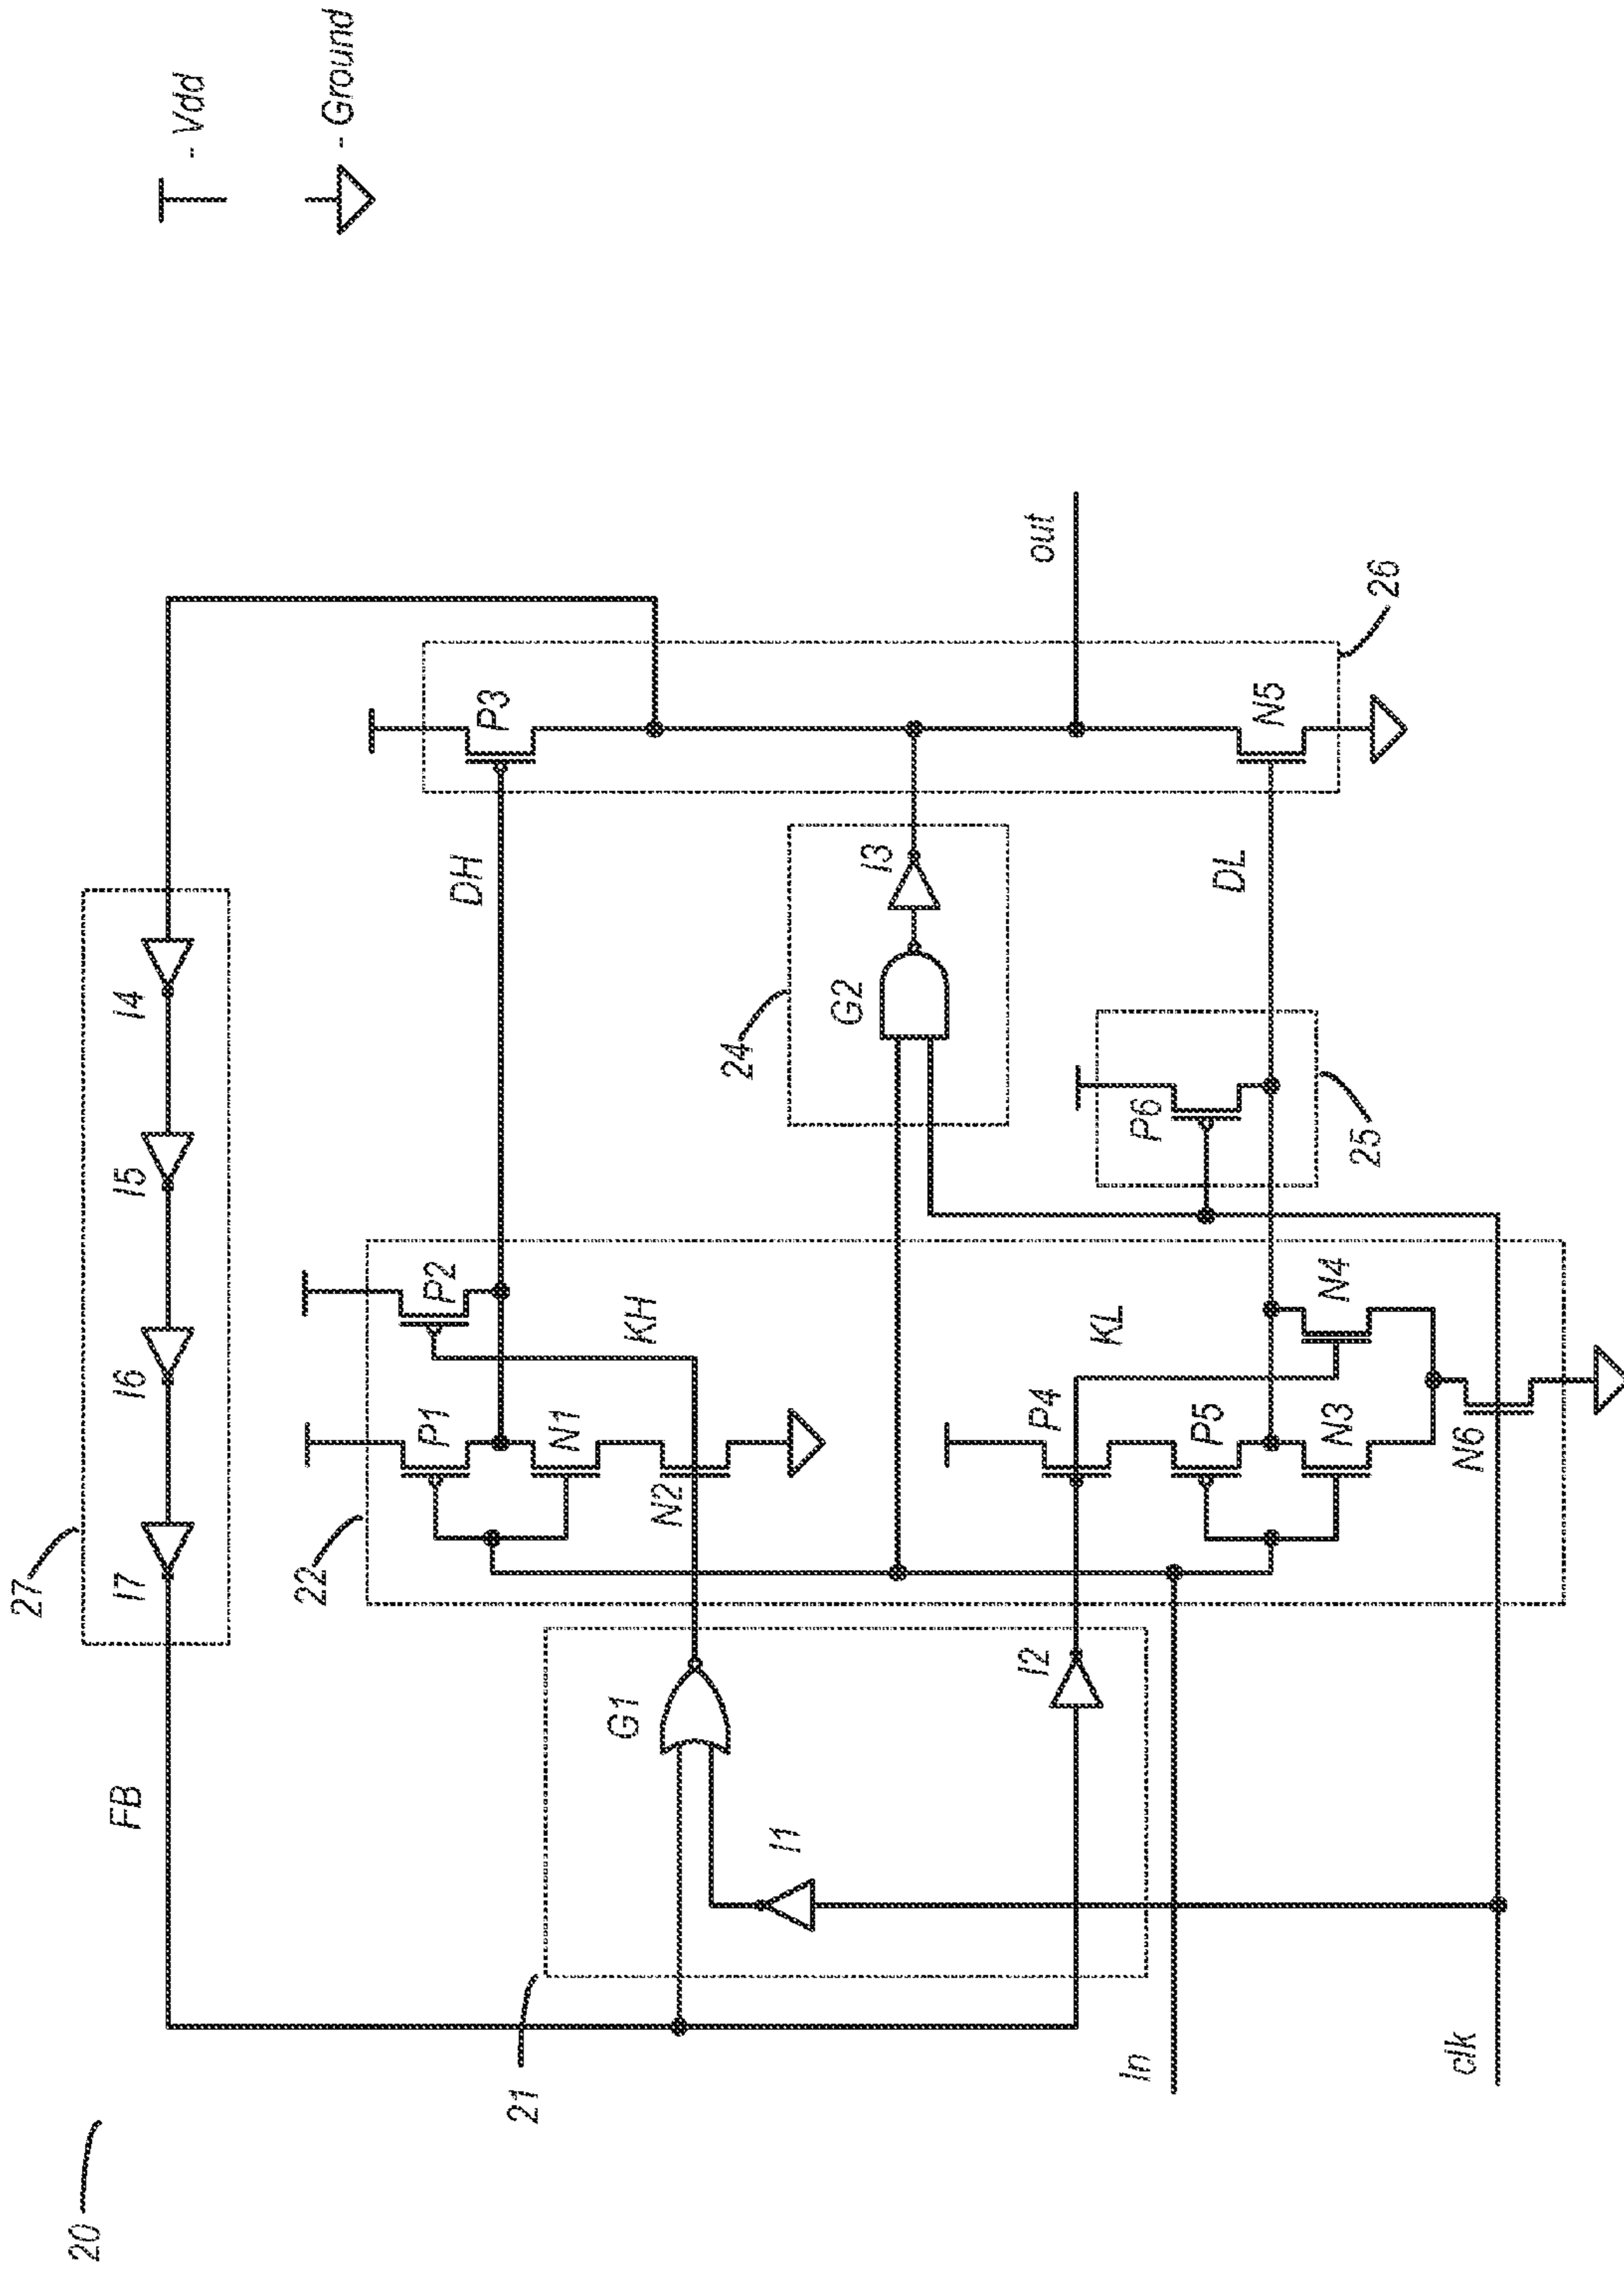 20
27
FB
I7
I6
I5
I4
- Vdd
- Ground
22
P1
P2
DH
P3
N1
KH
N2
21
G1
I1
24
G2
I3
I2
P4
KL
out
In
P6
P5
DL
N5
26
N3
N4
25
N6
clk